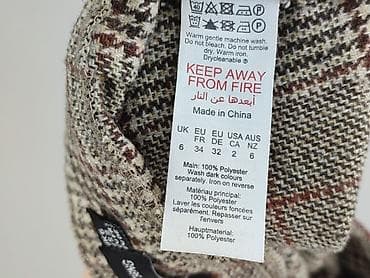 Warm gentle machine wash.
Do not bleach. Do not tumble
dry. Warm iron.
Drycleanable ®
KEEP AWAY
FROM FIRE
أبعدها عن النار
Made in China
UK EU EU USA AUS
FR DE CA NZ
6 34 32 2 6
Main: 100% Polyester
Wash dark colours
separately. Iron on reverse
Matériau principal:
100% Polyester
Laver les couleurs foncées
séparément. Repasser sur
l'envers
Hauptmaterial:
100% Polyester